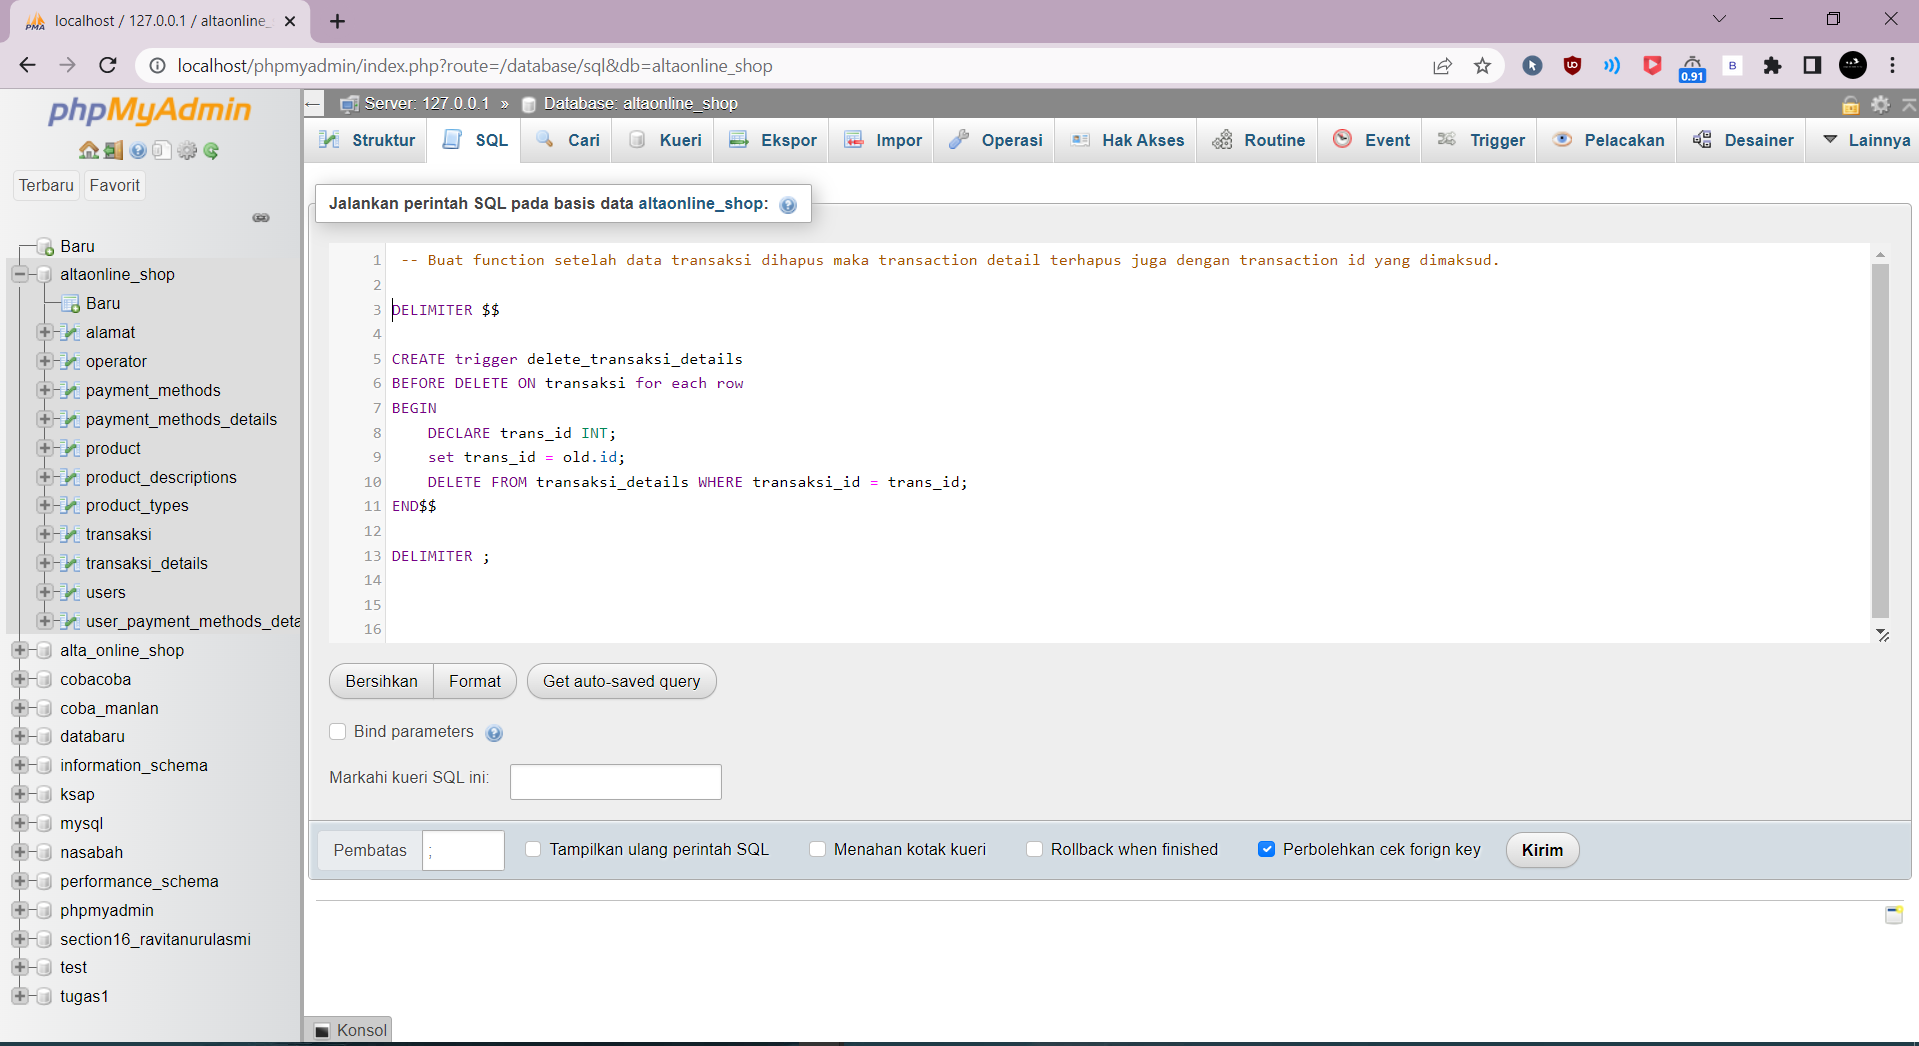 localhost / 127.0.0.1 / altaonline_
localhost/phpmyadmin/index.php?route=/database/sql&db=altaonline_shop
0.91
B
phpMyAdmin
Terbaru Favorit
Baru
altaonline_shop
Baru
alamat
operator
payment_methods
payment_methods_details
product
product_descriptions
product_types
transaksi
transaksi_details
users
user_payment_methods_deta
alta_online_shop
cobacoba
coba_manlan
databaru
information_schema
ksap
mysql
nasabah
performance_schema
phpmyadmin
section16_ravitanurulasmi
test
tugas1
Server: 127.0.0.1 » Database: altaonline_shop
Struktur SQL Cari Kueri Ekspor Impor Operasi Hak Akses Routine Event Trigger Pelacakan Desainer Lainnya
Jalankan perintah SQL pada basis data altaonline_shop:
1 -- Buat function setelah data transaksi dihapus maka transaction detail terhapus juga dengan transaction id yang dimaksud.
2
3 DELIMITER $$
4
5 CREATE trigger delete_transaksi_details
6 BEFORE DELETE ON transaksi for each row
7 BEGIN
8 DECLARE trans_id INT;
9 set trans_id = old.id;
10 DELETE FROM transaksi_details WHERE transaksi_id = trans_id;
11 END$$
12
13 DELIMITER ;
14
15
16
Bersihkan Format Get auto-saved query
Bind parameters
Markahi kueri SQL ini:
Pembatas ; Tampilkan ulang perintah SQL Menahan kotak kueri Rollback when finished Perbolehkan cek forign key Kirim
Konsol